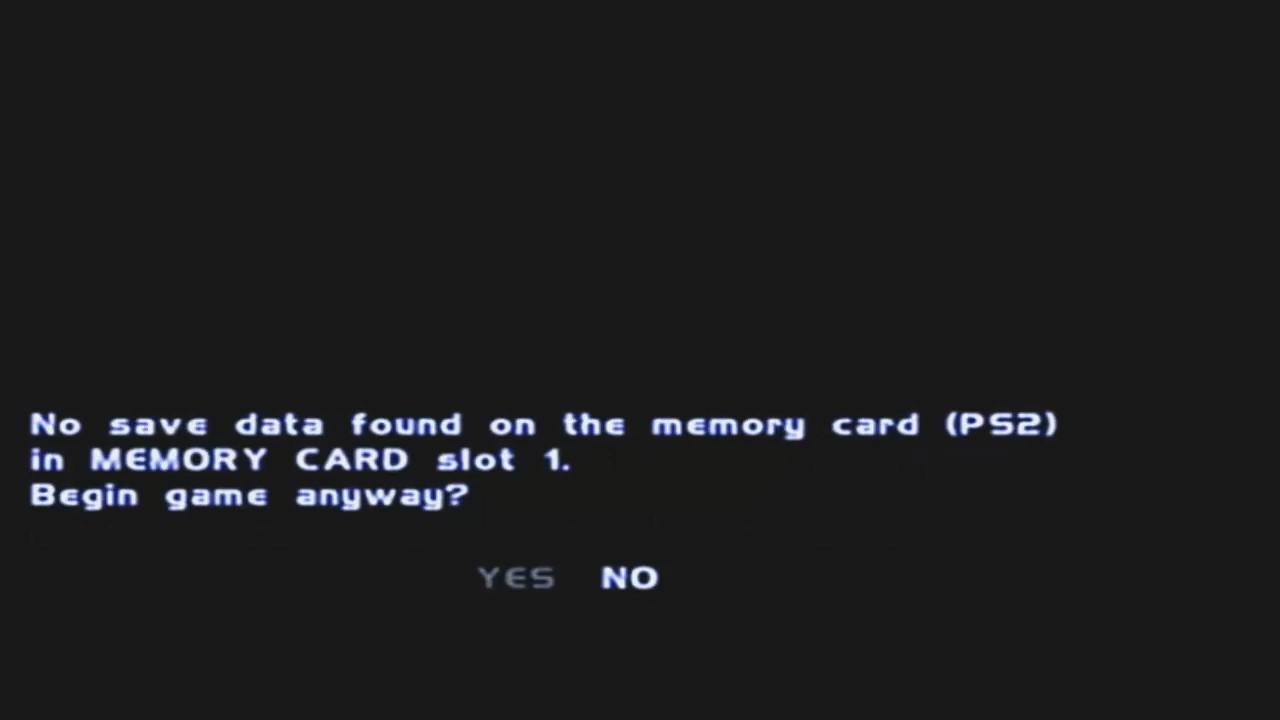 No save data found on the memory card (PS2)
in MEMORY CARD slot 1.
Begin game anyway?
YES NO